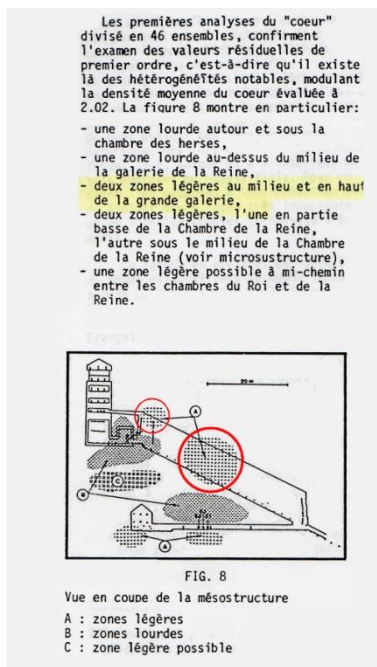 Les premières analyses du "coeur"
divisé en 46 ensembles, confirment
l'examen des valeurs résiduelles de
premier ordre, c'est-à-dire qu'il existe
là des hétérogénéïtés notables, modulant
la densité moyenne du coeur évaluée à
2.02. La figure 8 montre en particulier:
- une zone lourde autour et sous la
chambre des herses,
- une zone lourde au-dessus du milieu de
la galerie de la Reine,
- deux zones légères au milieu et en haut
de la grande galerie,
- deux zones légères, l'une en partie
basse de la Chambre de la Reine,
l'autre sous le milieu de la Chambre
de la Reine (voir microsustructure),
- une zone légère possible à mi-chemin
entre les chambres du Roi et de la
Reine.
20 m
A
C
B
A
FIG. 8
Vue en coupe de la mésostructure
A : zones légères
B : zones lourdes
C : zone légère possible